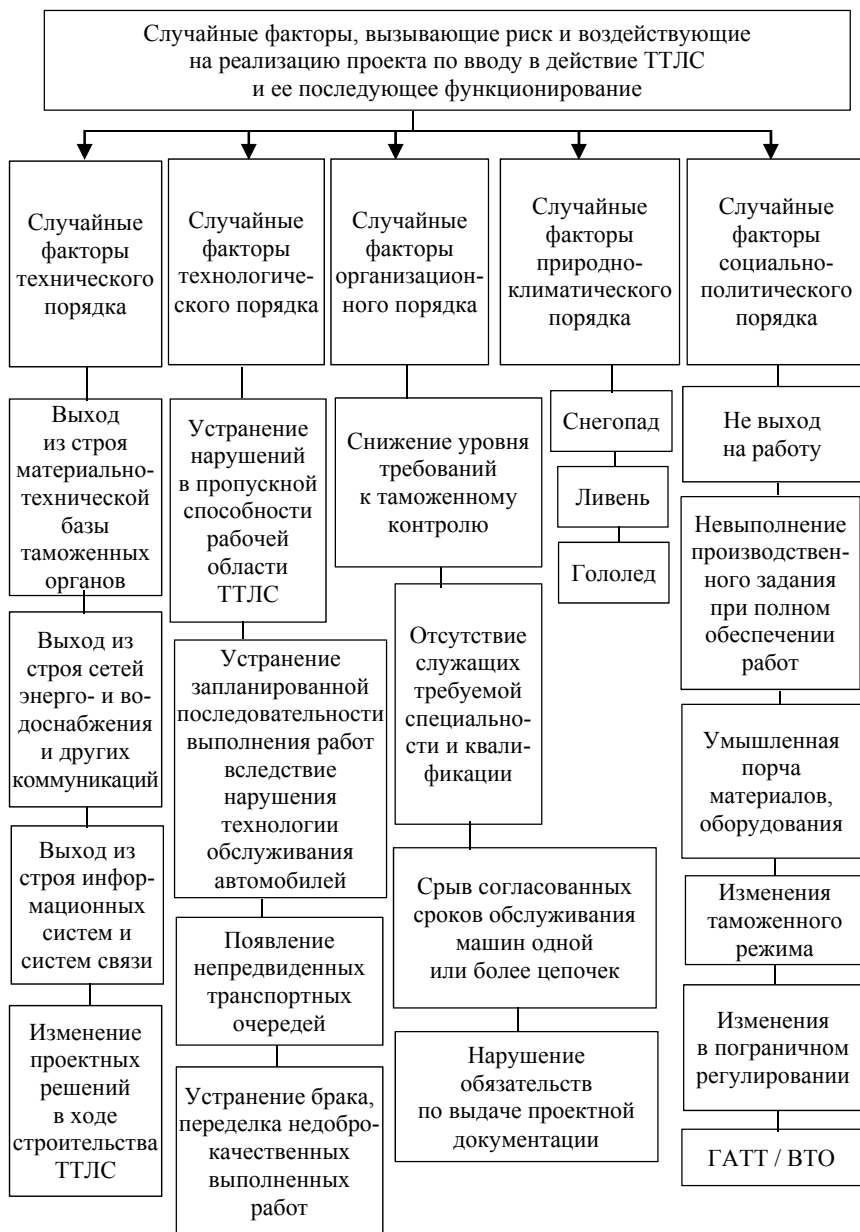 Случайные факторы, вызывающие риск и воздействующие
на реализацию проекта по вводу в действие ТТЛС
и ее последующее функционирование
Случайные
факторы
технического
порядка
Случайные
факторы
технологиче-
ского порядка
Случайные
факторы
организацион-
ного порядка
Случайные
факторы
природно-
климатического
порядка
Случайные
факторы
социально-
политического
порядка
Выход
из строя
материально-
технической
базы
таможенных
органов
Выход из
строя сетей
энерго- и во-
доснабжения
и других
коммуникаций
Выход из
строя инфор-
мационных
систем и
систем связи
Изменение
проектных
решений
в ходе
строительства
ТТЛС
Устранение
нарушений
в пропускной
способности
рабочей
области
ТТЛС
Устранение
запланированной
последовательности
выполнения работ
вследствие
нарушения
технологии
обслуживания
автомобилей
Появление
непредвиденных
транспортных
очередей
Устранение брака,
переделка недобро-
качественных
выполненных
работ
Снижение уровня
требований
к таможенному
контролю
Отсутствие
служащих
требуемой
специально-
сти и квали-
фикации
Срыв согласованных
сроков обслуживания
машин одной
или более цепочек
Нарушение
обязательств
по выдаче проектной
документации
Снегопад
Ливень
Гололед
Не выход
на работу
Невыполнение
производствен-
ного задания
при полном
обеспечении
работ
Умышленная
порча
материалов,
оборудования
Изменения
таможенного
режима
Изменения
в пограничном
регулировании
ГАТТ / ВТО